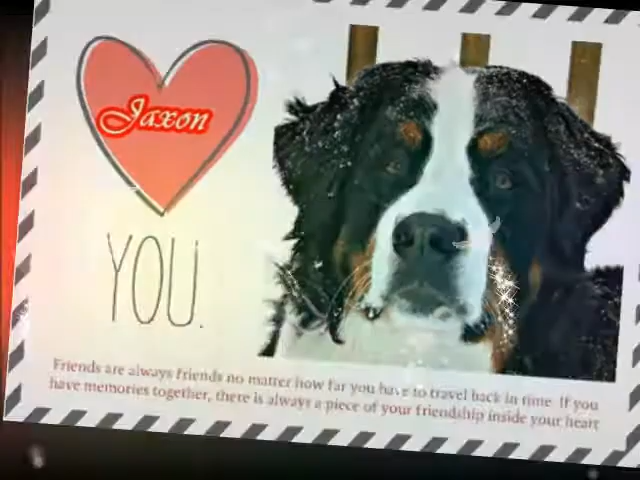 Jaxon
YOU.
Friends are always friends no matter how far you have to travel back in time. If you
have memories together, there is always a piece of your friendship inside your heart